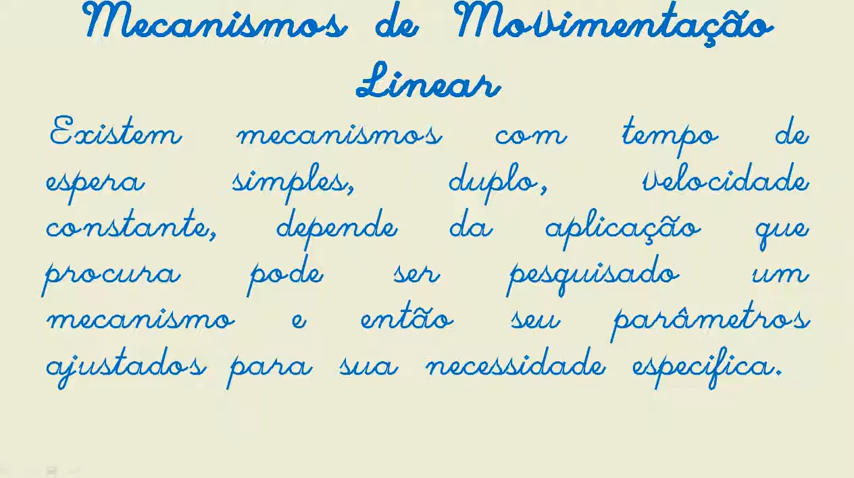 Mecanismos de Movimentação
Linear
Existem mecanismos com tempo de
espera simples, duplo, velocidade
constante, depende da aplicação que
procura pode ser pesquisado um
mecanismo e então seu parâmetros
ajustados para sua necessidade especifica.